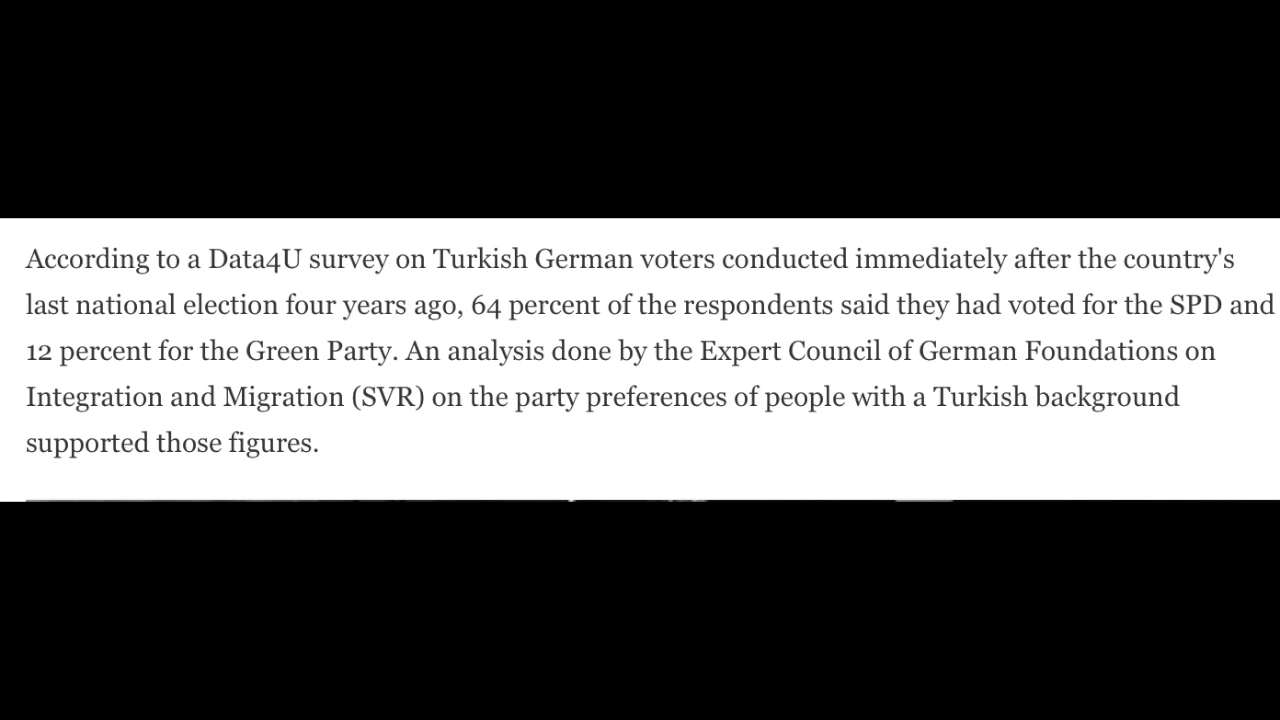 According to a Data4U survey on Turkish German voters conducted immediately after the country's
last national election four years ago, 64 percent of the respondents said they had voted for the SPD and
12 percent for the Green Party. An analysis done by the Expert Council of German Foundations on
Integration and Migration (SVR) on the party preferences of people with a Turkish background
supported those figures.